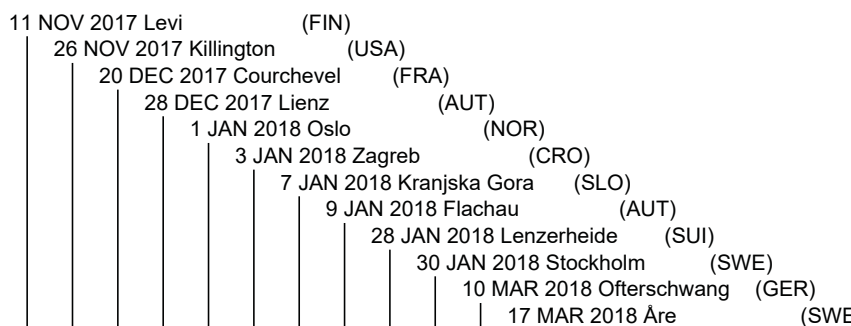 11 NOV 2017 Levi (FIN)
26 NOV 2017 Killington (USA)
20 DEC 2017 Courchevel (FRA)
28 DEC 2017 Lienz (AUT)
1 JAN 2018 Oslo (NOR)
3 JAN 2018 Zagreb (CRO)
7 JAN 2018 Kranjska Gora (SLO)
9 JAN 2018 Flachau (AUT)
28 JAN 2018 Lenzerheide (SUI)
30 JAN 2018 Stockholm (SWE)
10 MAR 2018 Ofterschwang (GER)
17 MAR 2018 Åre (SWE